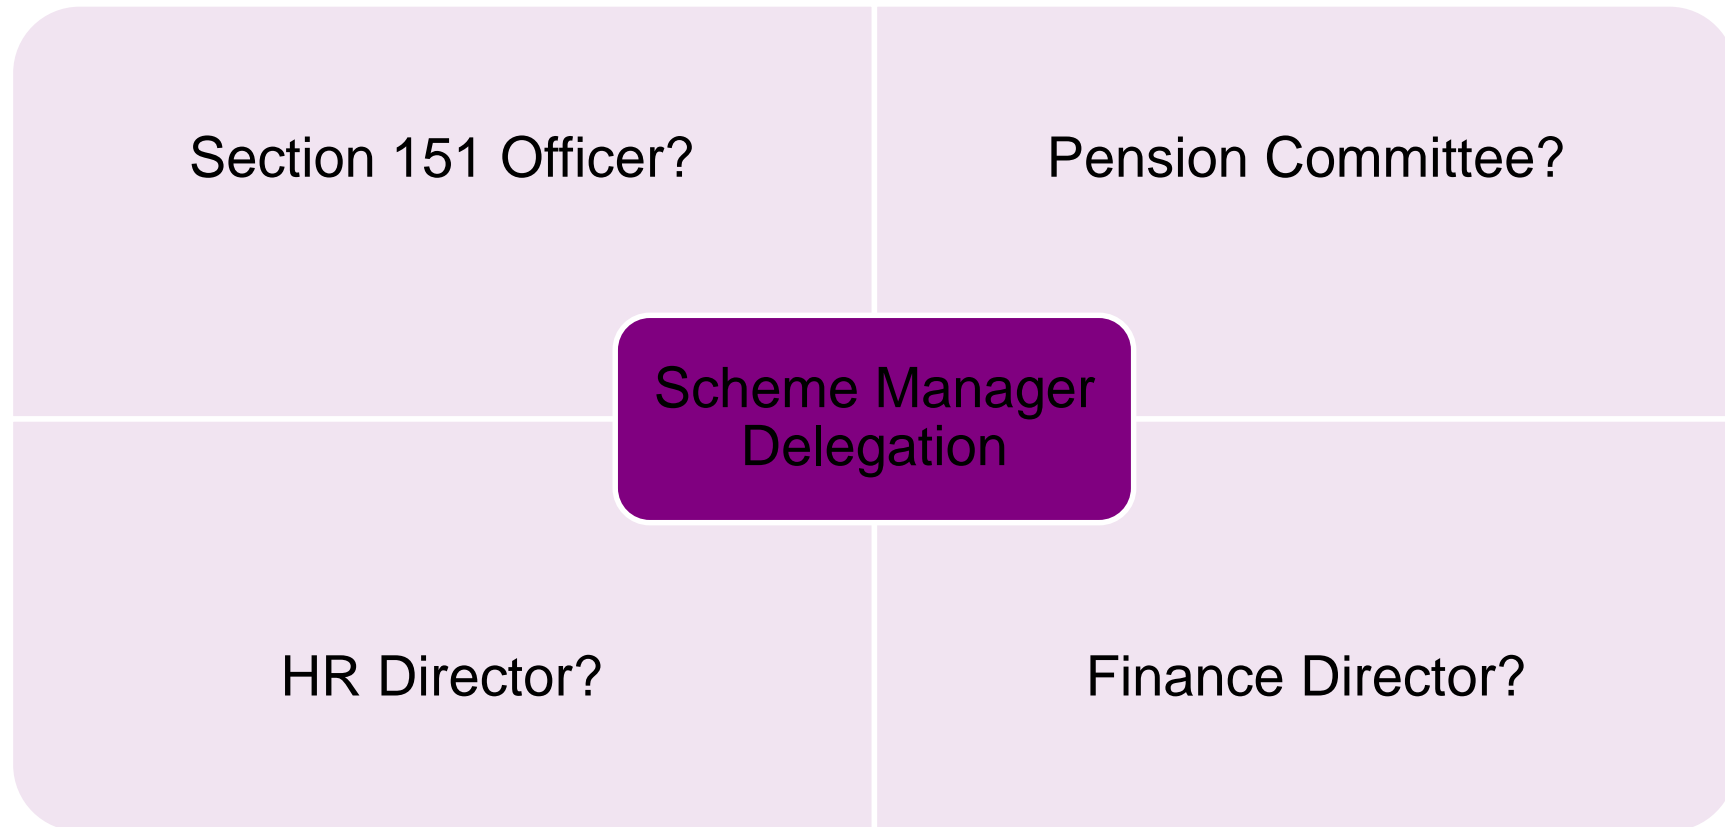 Section 151 Officer?
Pension Committee?
Scheme Manager
Delegation
HR Director?
Finance Director?